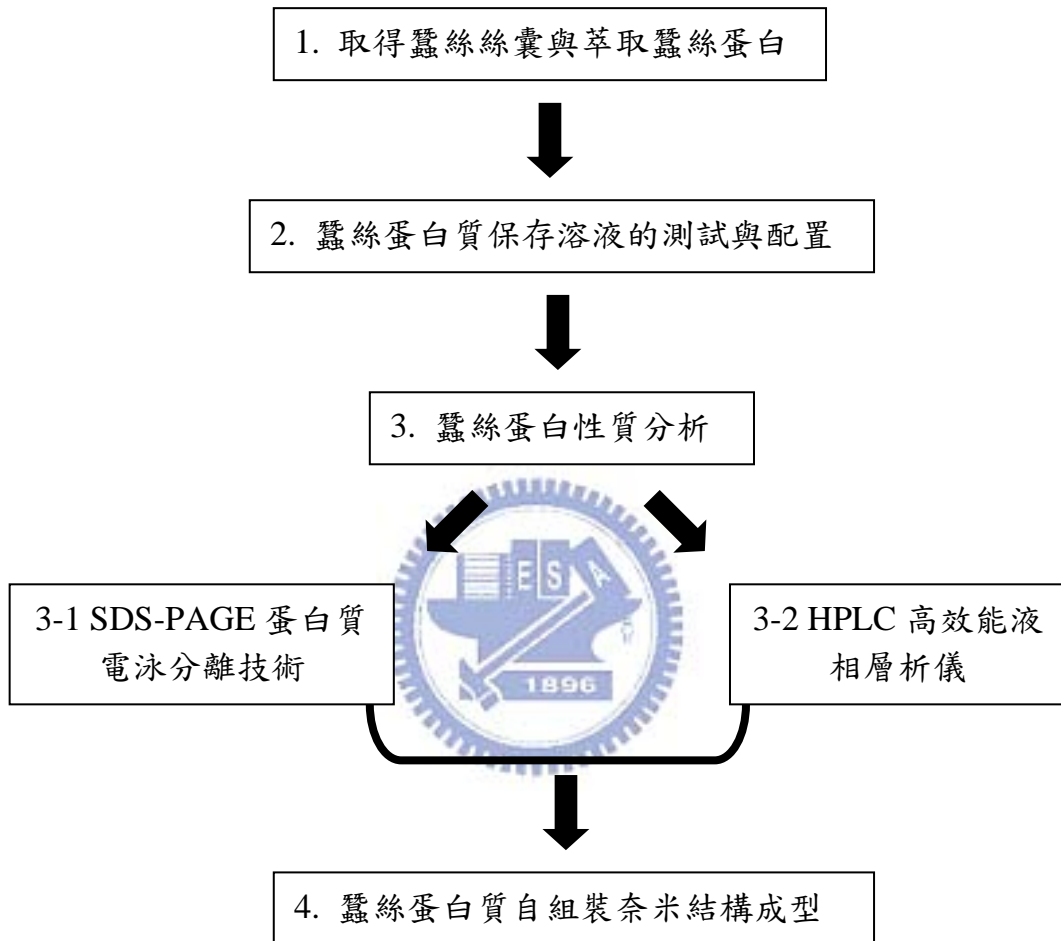 1. 取得蠶絲絲囊與萃取蠶絲蛋白
2. 蠶絲蛋白質保存溶液的測試與配置
3. 蠶絲蛋白性質分析
3-1 SDS-PAGE 蛋白質
電泳分離技術
3-2 HPLC 高效能液
相層析儀
E S A
1896
4. 蠶絲蛋白質自組裝奈米結構成型